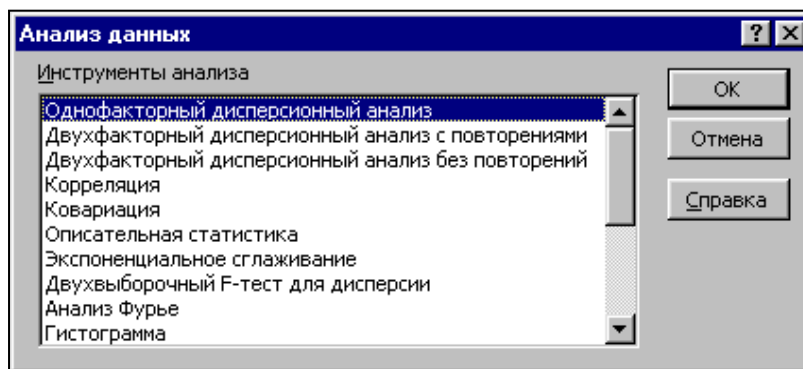 Анализ данных
Инструменты анализа
Однофакторный дисперсионный анализ
Двухфакторный дисперсионный анализ с повторениями
Двухфакторный дисперсионный анализ без повторений
Корреляция
Ковариация
Описательная статистика
Экспоненциальное сглаживание
Двухвыборочный F-тест для дисперсии
Анализ Фурье
Гистограмма
OK
Отмена
Справка